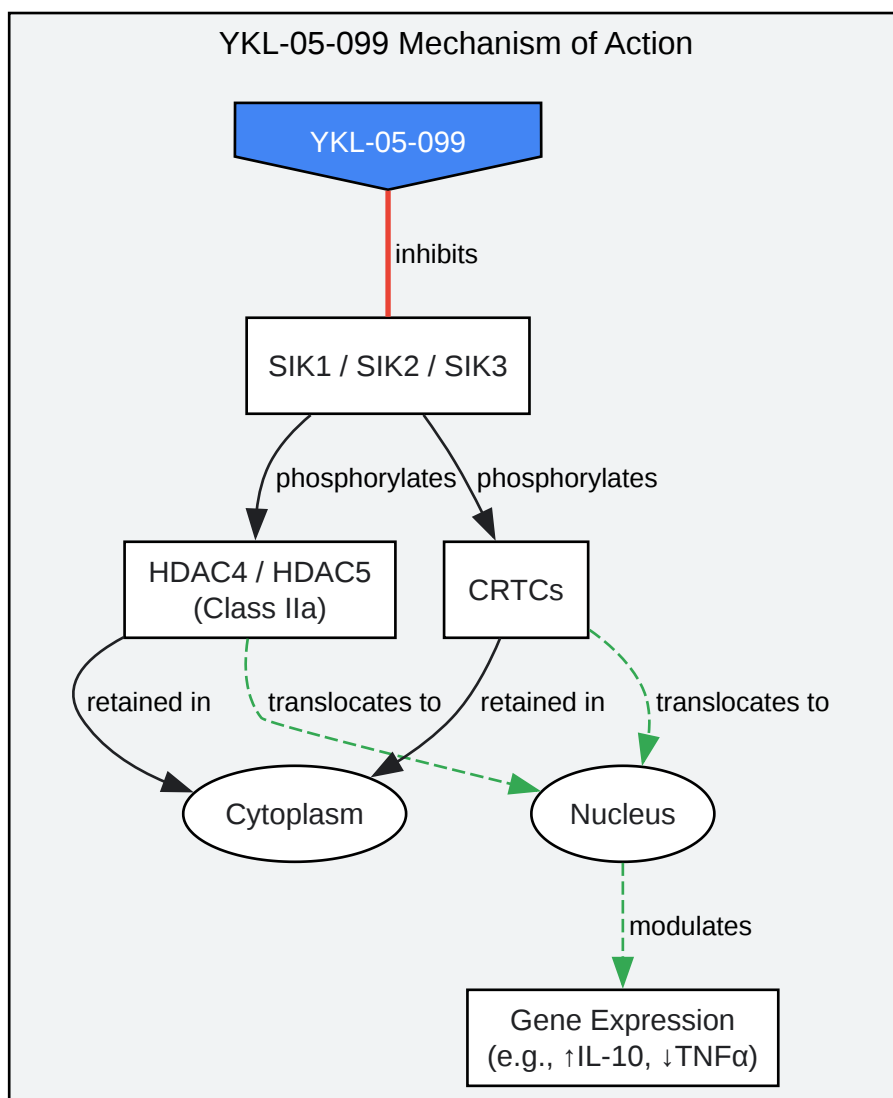 YKL-05-099 Mechanism of Action
YKL-05-099
inhibits
SIK1 / SIK2 / SIK3
phosphorylates
phosphorylates
HDAC4 / HDAC5
(Class IIa)
CRTCs
retained in
translocates to
retained in
translocates to
Cytoplasm
Nucleus
modulates
Gene Expression
(e.g., ↑IL-10, ↓TNFα)